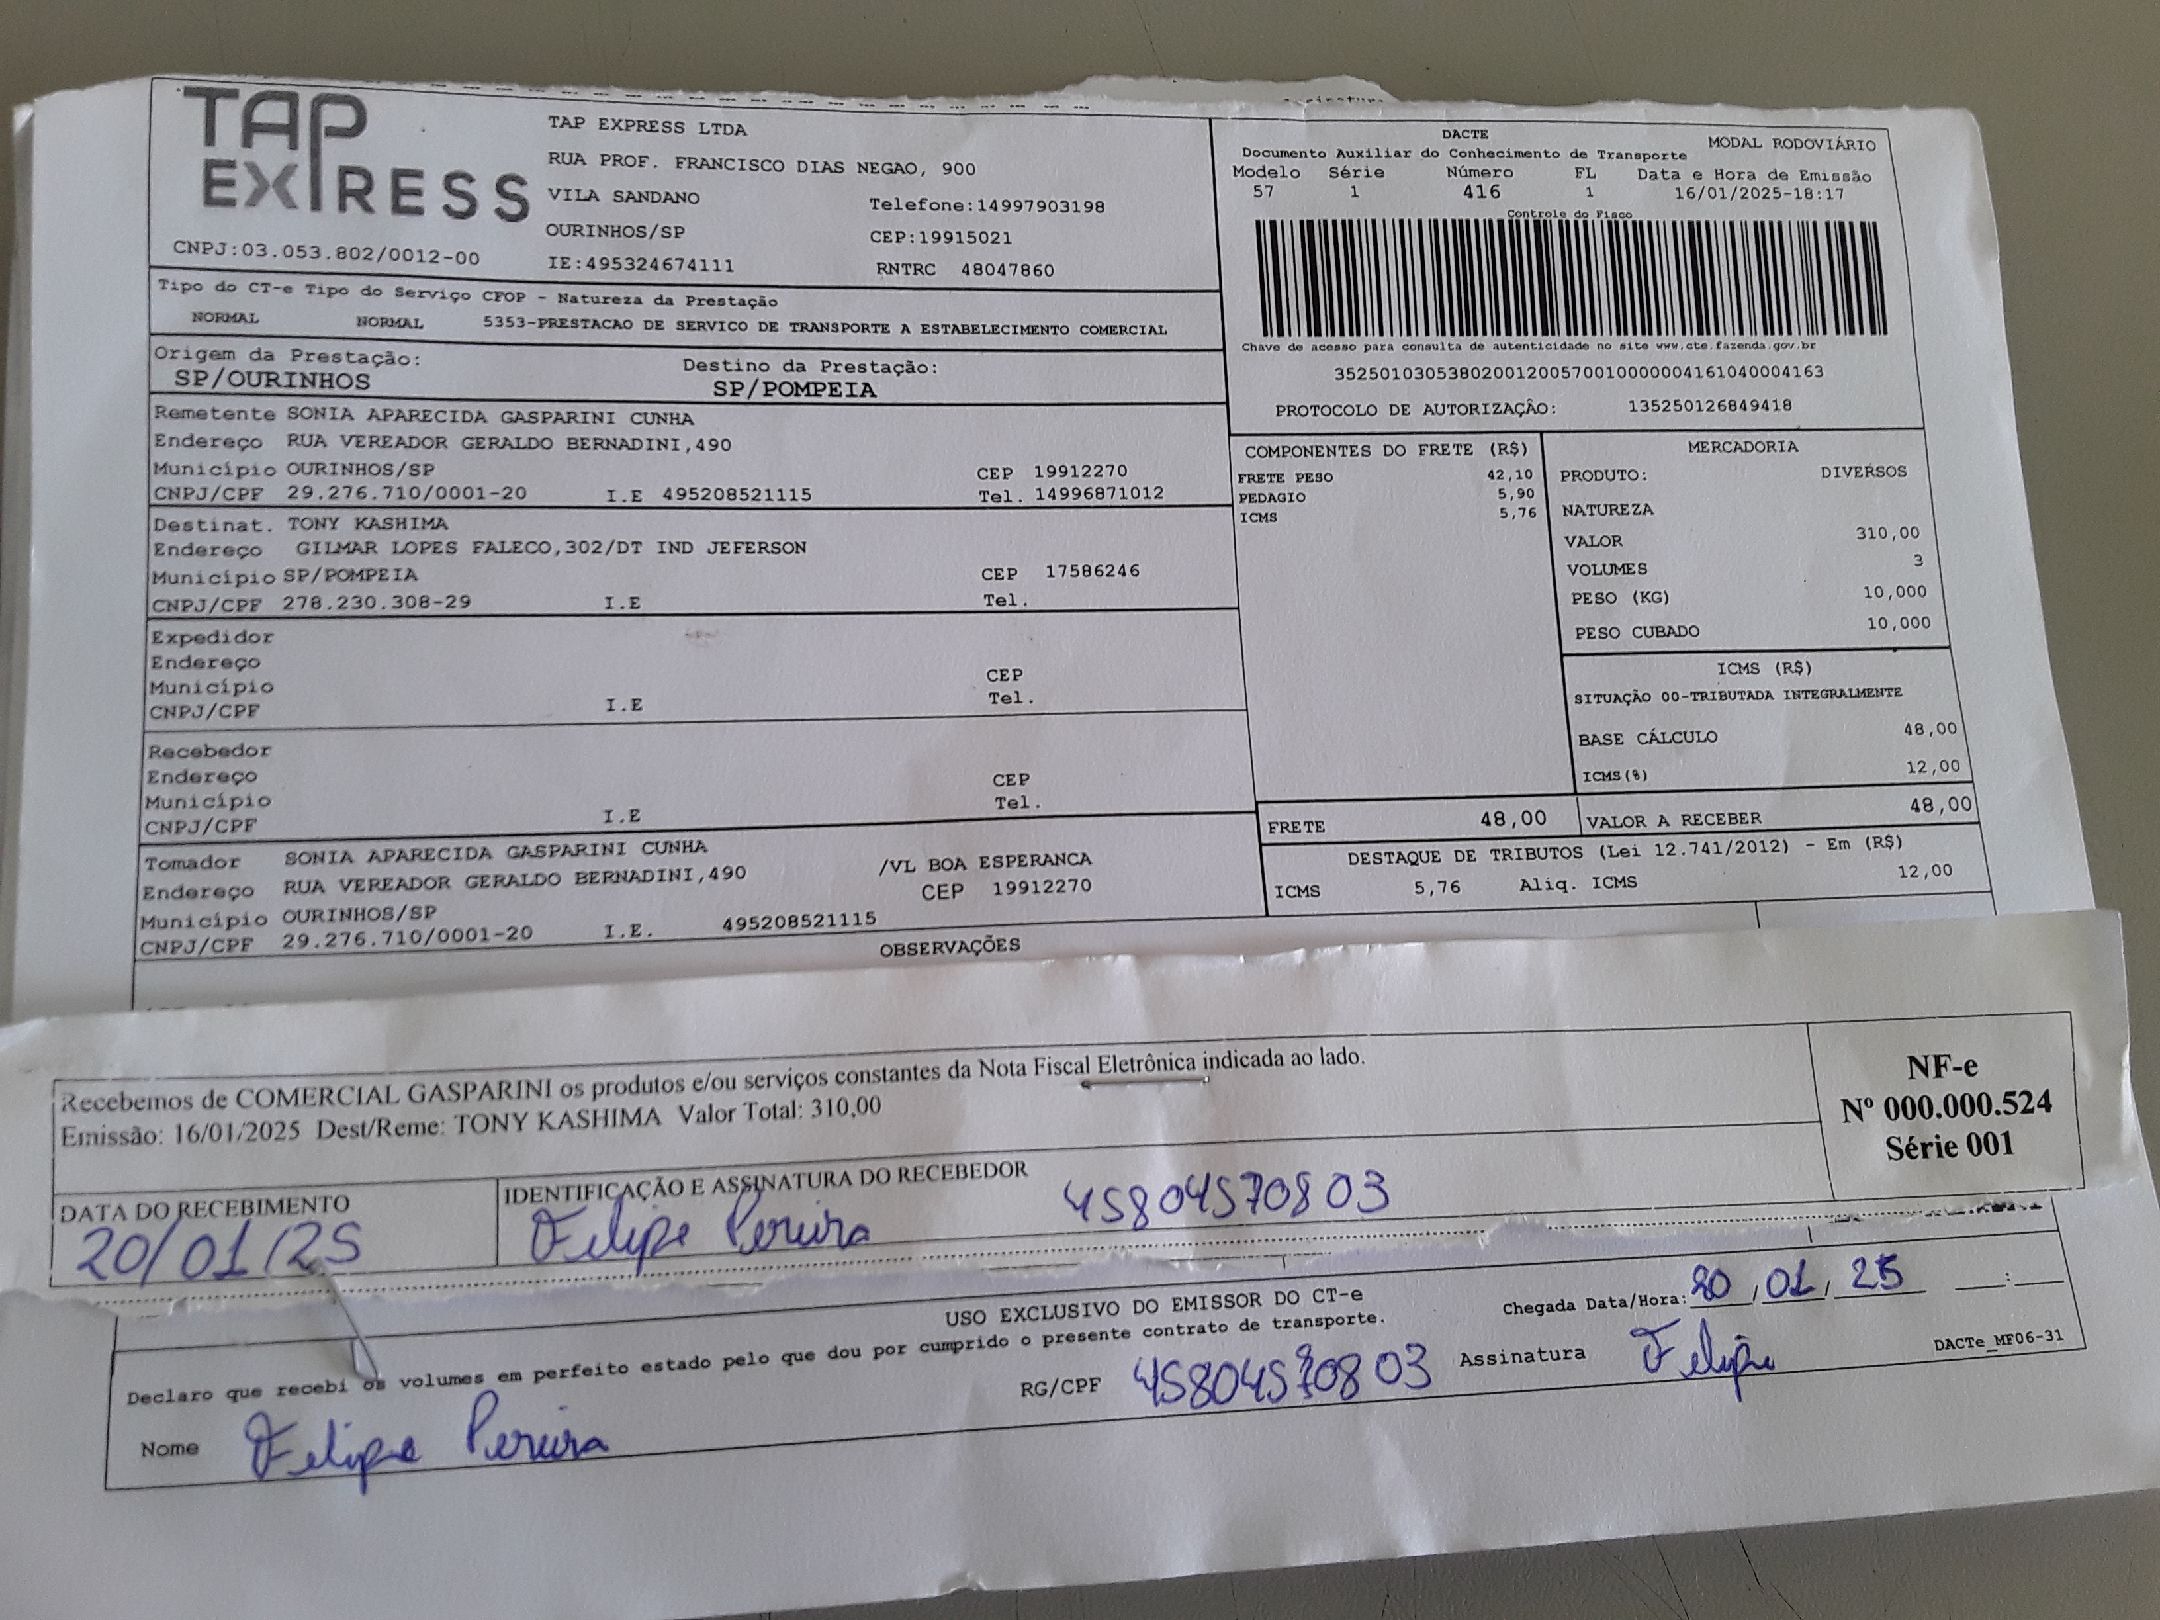 TAP
EXPRESS
CNPJ:03.053.802/0012-00
TAP EXPRESS LTDA
RUA PROF. FRANCISCO DIAS NEGAO, 900
VILA SANDANO
Telefone:14997903198
OURINHOS/SP
CEP:19915021
IE:495324674111
RNTRC 48047860
DACTE
MODAL RODOVIÁRIO
Documento Auxiliar do Conhecimento de Transporte
Modelo Série Número FL Data e Hora de Emissão
57 1 416 1 16/01/2025-18:17
Controle do Fisco
Chave de acesso para consulta de autenticidade no site www.cte.fazenda.gov.br
35250103053802001200570010000004161040004163
PROTOCOLO DE AUTORIZAÇÃO: 135250126849418
Tipo do CT-e Tipo do Serviço CFOP - Natureza da Prestação
NORMAL NORMAL 5353-PRESTACAO DE SERVICO DE TRANSPORTE A ESTABELECIMENTO COMERCIAL
Origem da Prestação: Destino da Prestação:
SP/OURINHOS SP/POMPEIA
Remetente SONIA APARECIDA GASPARINI CUNHA
Endereço RUA VEREADOR GERALDO BERNADINI,490
Município OURINHOS/SP CEP 19912270
CNPJ/CPF 29.276.710/0001-20 I.E 495208521115 Tel. 14996871012
Destinat. TONY KASHIMA
Endereço GILMAR LOPES FALECO,302/DT IND JEFERSON
Município SP/POMPEIA CEP 17586246
CNPJ/CPF 278.230.308-29 I.E Tel.
Expedidor
Endereço
Município CEP
CNPJ/CPF I.E Tel.
Recebedor
Endereço CEP
Município Tel.
CNPJ/CPF I.E
Tomador SONIA APARECIDA GASPARINI CUNHA /VL BOA ESPERANCA
Endereço RUA VEREADOR GERALDO BERNADINI,490 CEP 19912270
Município OURINHOS/SP
CNPJ/CPF 29.276.710/0001-20 I.E. 495208521115
OBSERVAÇÕES
COMPONENTES DO FRETE (R$)
FRETE PESO 42,10
PEDAGIO 5,90
ICMS 5,76
MERCADORIA
PRODUTO: DIVERSOS
NATUREZA
VALOR 310,00
VOLUMES 3
PESO (KG) 10,000
PESO CUBADO 10,000
ICMS (R$)
SITUAÇÃO 00-TRIBUTADA INTEGRALMENTE
BASE CÁLCULO 48,00
ICMS(%) 12,00
FRETE 48,00 VALOR A RECEBER 48,00
DESTAQUE DE TRIBUTOS (Lei 12.741/2012) - Em (R$)
ICMS 5,76 Aliq. ICMS 12,00
Recebemos de COMERCIAL GASPARINI os produtos e/ou serviços constantes da Nota Fiscal Eletrônica indicada ao lado.
Emissão: 16/01/2025 Dest/Reme: TONY KASHIMA Valor Total: 310,00
NF-e
Nº 000.000.524
Série 001
DATA DO RECEBIMENTO
20/01/25
IDENTIFICAÇÃO E ASSINATURA DO RECEBEDOR
Felipe Pereira 45804570803
USO EXCLUSIVO DO EMISSOR DO CT-e
Chegada Data/Hora: 20/01/25 __:__
Declaro que recebi os volumes em perfeito estado pelo que dou por cumprido o presente contrato de transporte.
Nome Felipe Pereira RG/CPF 45804570803 Assinatura Felipe
DACTe_MF06-31